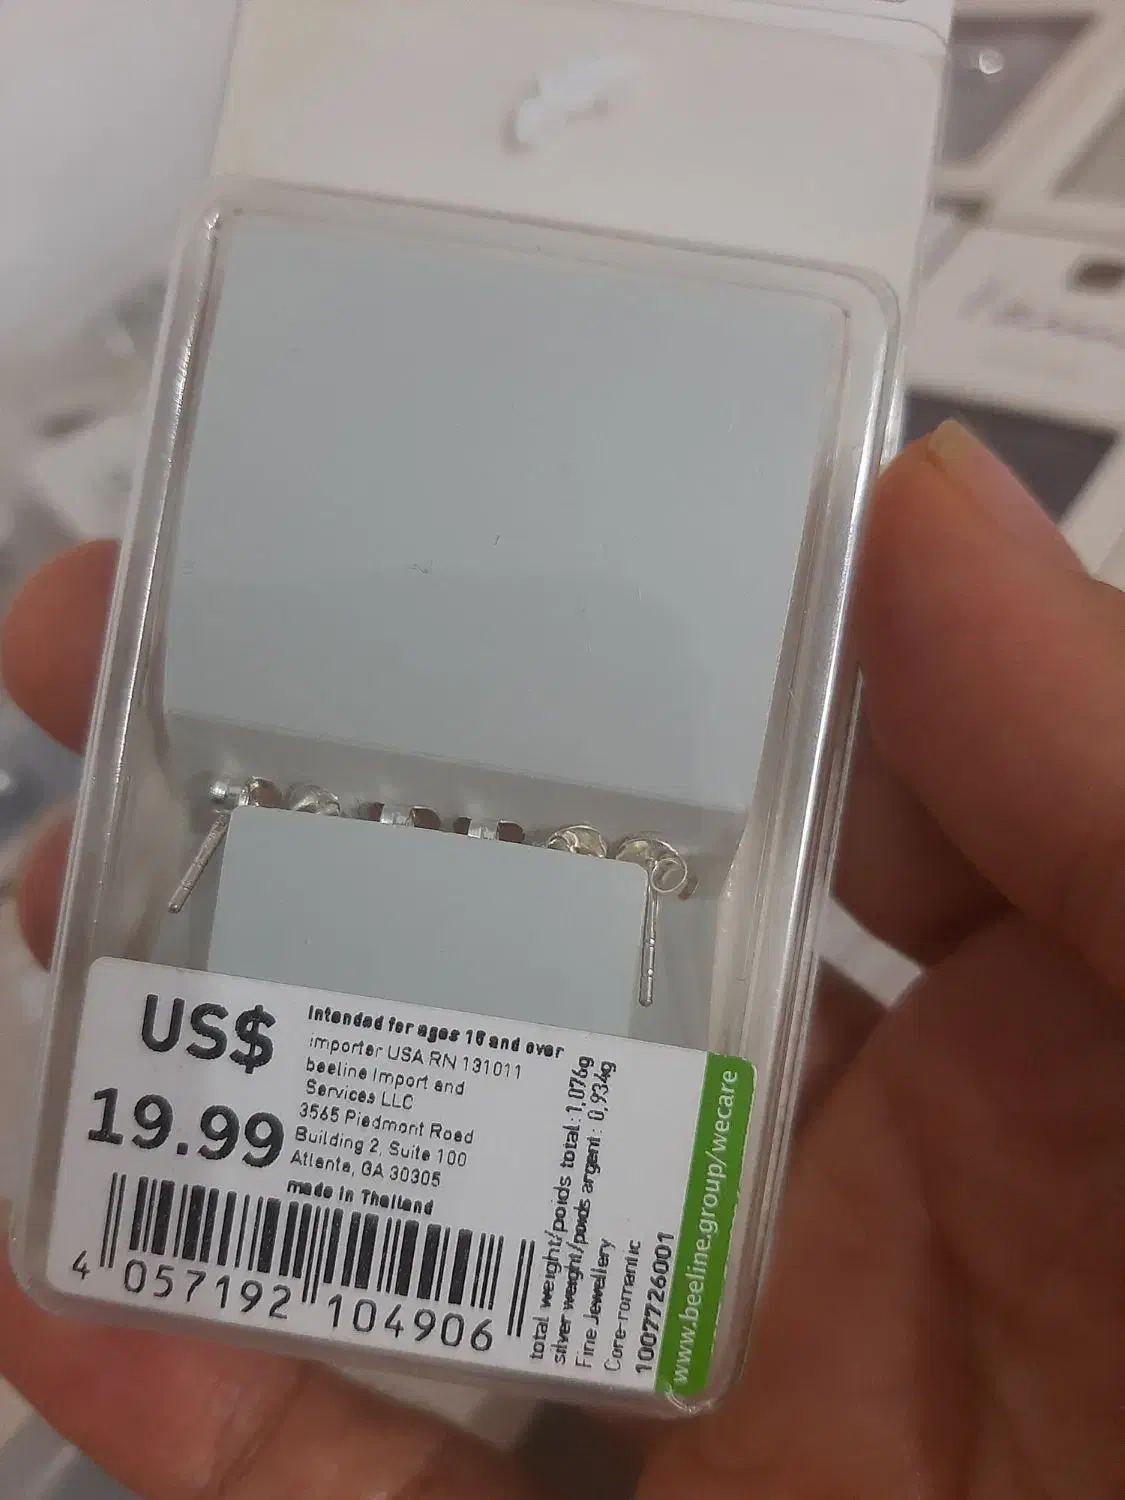 US$
19.99
Intended for ages 16 and over
importer USA RN 131011
beeline Import and
Services LLC
3565 Piedmont Road
Building 2, Suite 100
Atlanta, GA 30305
made in Thailand
4 057192 104906
total weight/poids total: 1,076g
silver weight/poids argent: 0,934g
Fine Jewellery
Core-romantic
1007726001
www.beeline.group/wecare